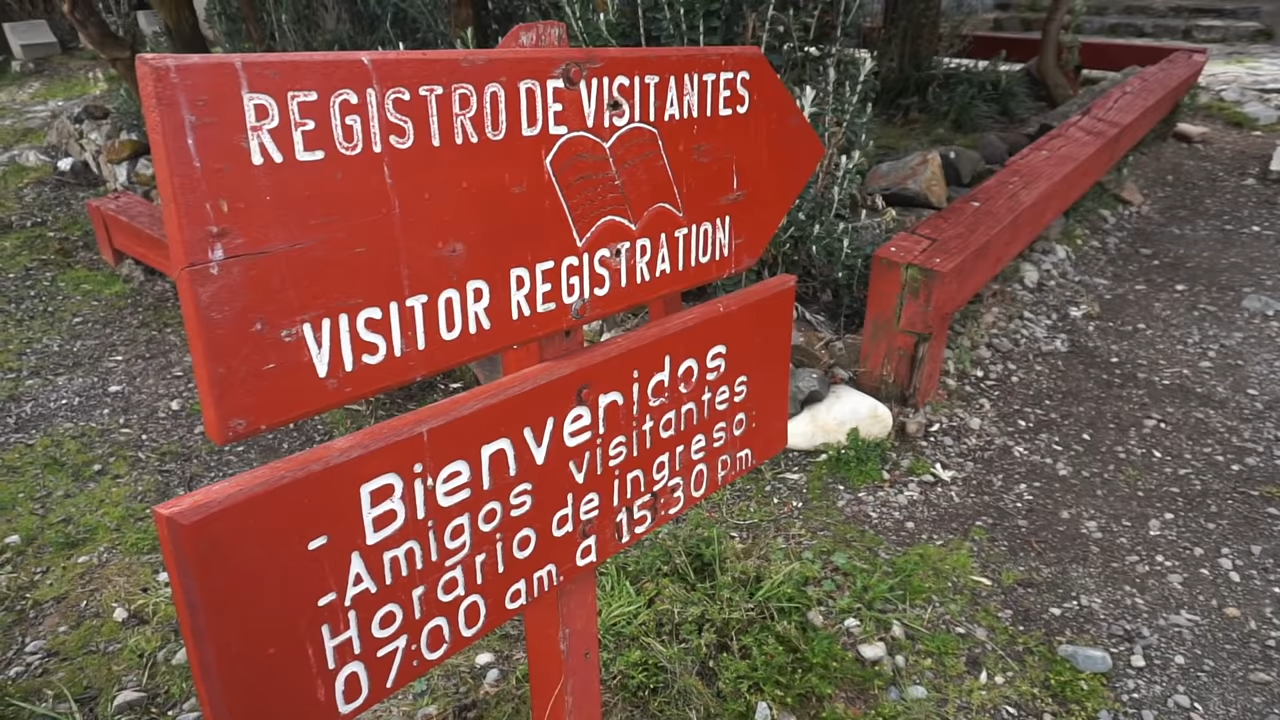 REGISTRO DE VISITANTES
VISITOR REGISTRATION
- Bienvenidos
-Amigos visitantes
Horario de ingreso:
07:00 am. a 15:30 p.m.